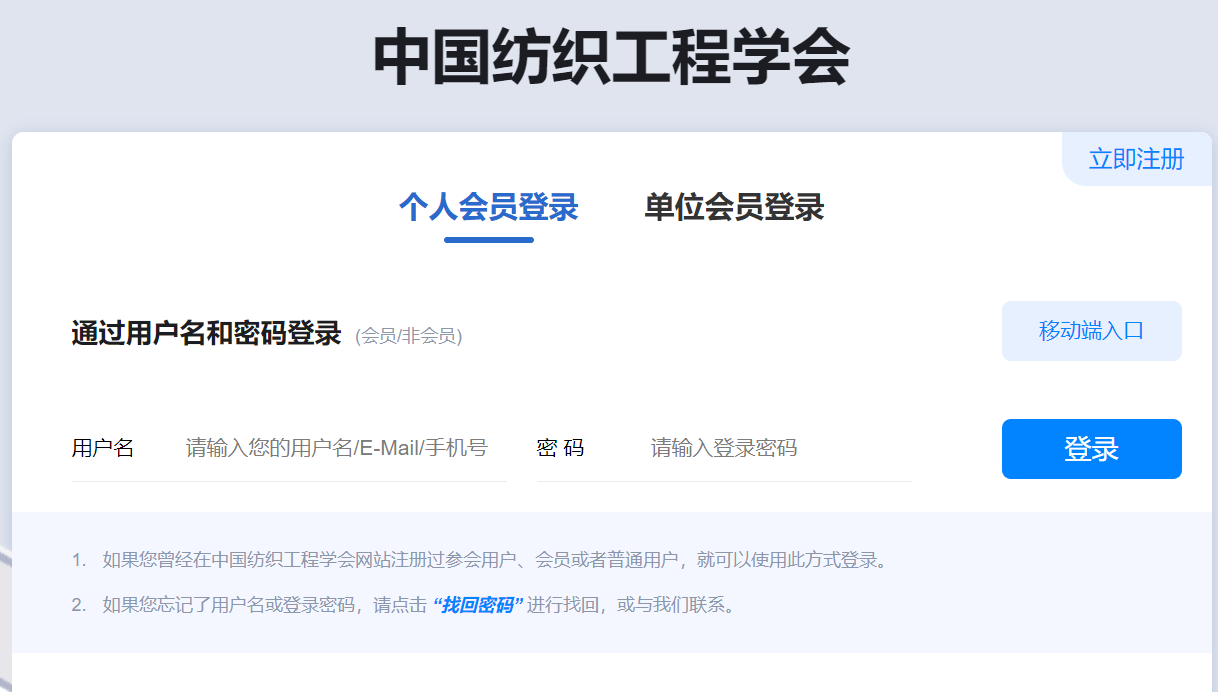 中国纺织工程学会
立即注册
个人会员登录 单位会员登录
通过用户名和密码登录 (会员/非会员) 移动端入口
用户名 请输入您的用户名/E-Mail/手机号 密 码 请输入登录密码 登录
1. 如果您曾经在中国纺织工程学会网站注册过参会用户、会员或者普通用户，就可以使用此方式登录。
2. 如果您忘记了用户名或登录密码，请点击“找回密码”进行找回，或与我们联系。